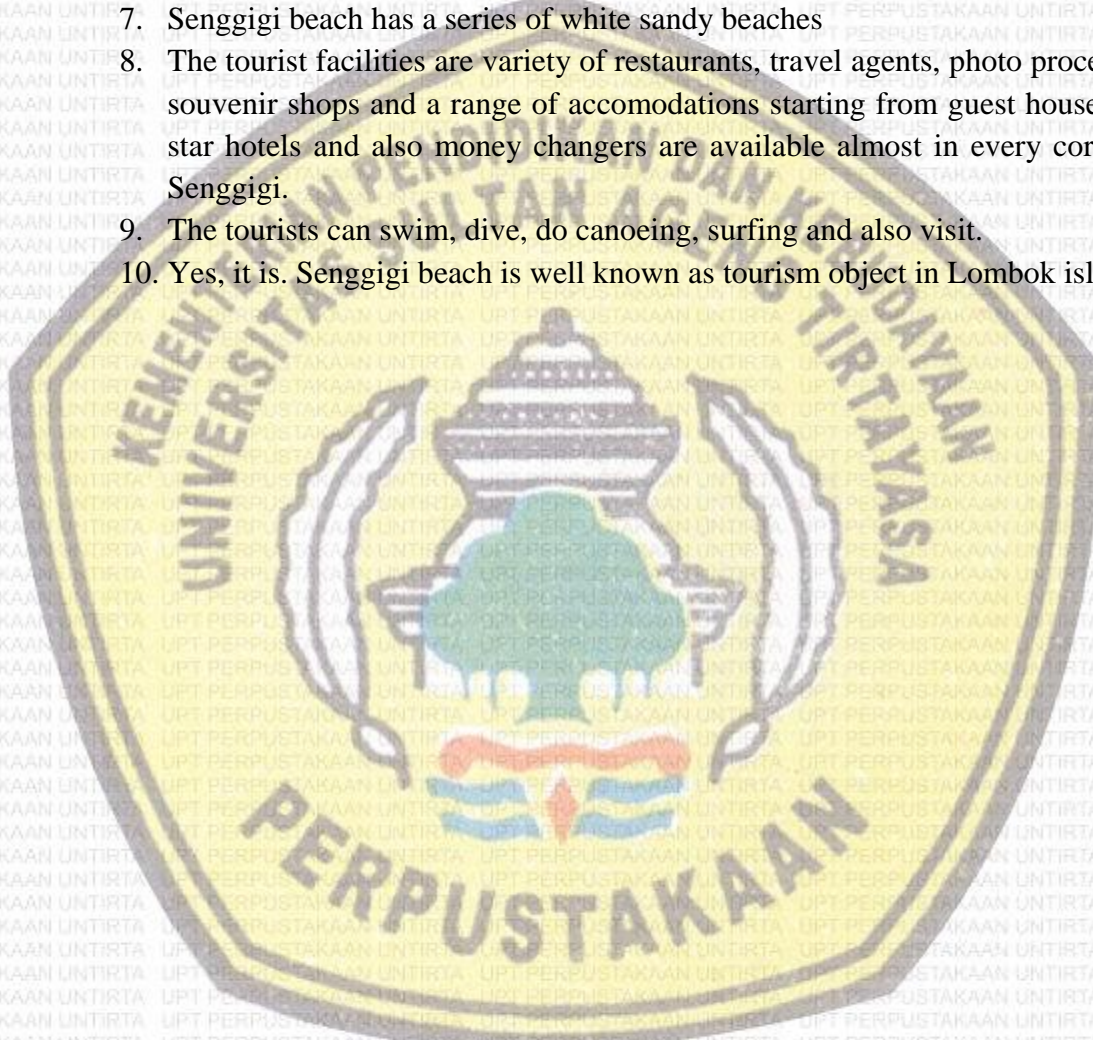 7. Senggigi beach has a series of white sandy beaches
8. The tourist facilities are variety of restaurants, travel agents, photo proce
souvenir shops and a range of accomodations starting from guest house
star hotels and also money changers are available almost in every cor
Senggigi.
9. The tourists can swim, dive, do canoeing, surfing and also visit.
10. Yes, it is. Senggigi beach is well known as tourism object in Lombok isl
KEMENTERIAN PENDIDIKAN DAN KEBUDAYAAN
UNIVERSITAS SULTAN AGENG TIRTAYASA
PERPUSTAKAAN
UPT PERPUSTAKAAN UNTIRTA